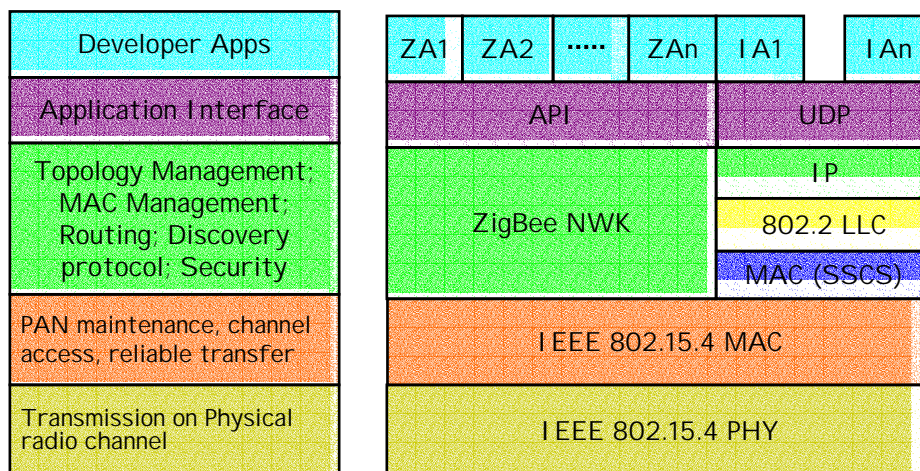 Developer Apps
Application Interface
Topology Management;
MAC Management;
Routing; Discovery
protocol; Security
PAN maintenance, channel
access, reliable transfer
Transmission on Physical
radio channel
ZA1 ZA2 ..... ZAn IA1 IAn
API UDP
ZigBee NWK
IP
802.2 LLC
MAC (SSCS)
IEEE 802.15.4 MAC
IEEE 802.15.4 PHY